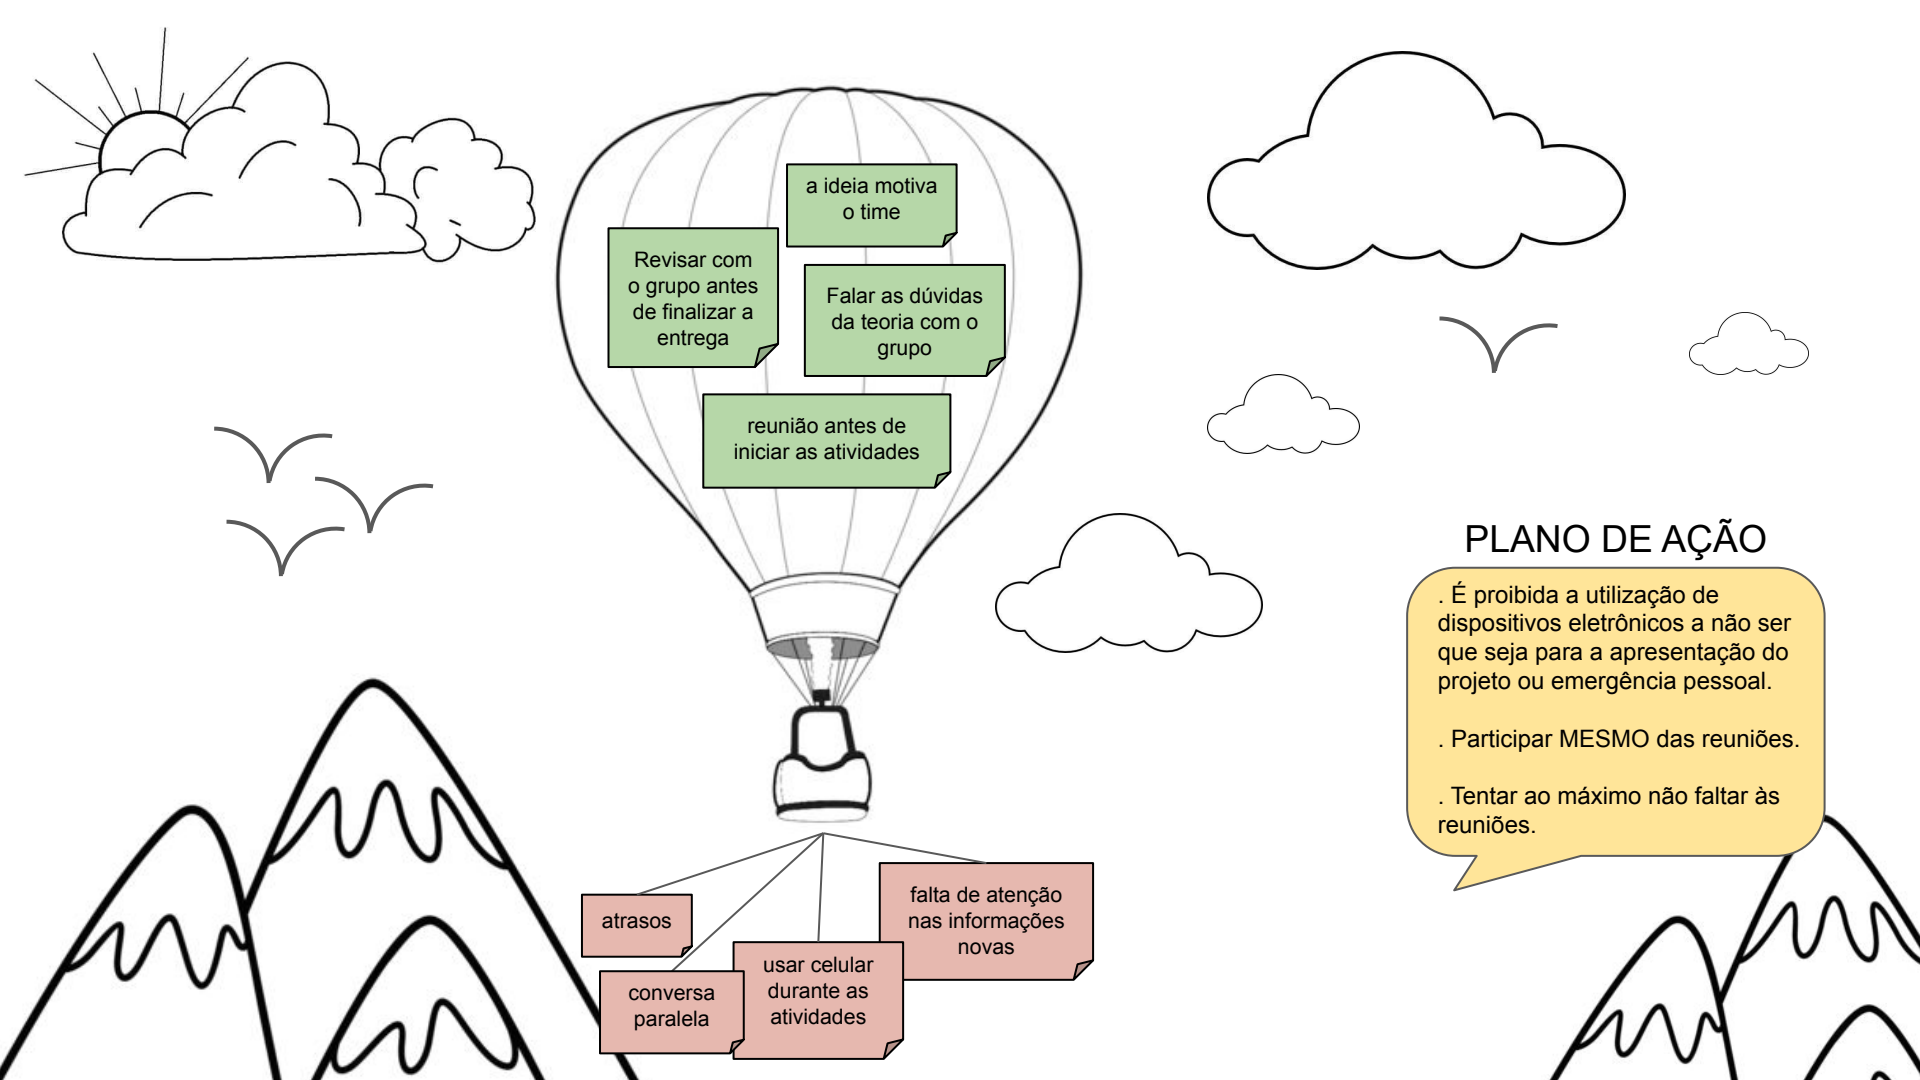 a ideia motiva
o time
Revisar com
o grupo antes
de finalizar a
entrega
Falar as dúvidas
da teoria com o
grupo
reunião antes de
iniciar as atividades
PLANO DE AÇÃO
. É proibida a utilização de
dispositivos eletrônicos a não ser
que seja para a apresentação do
projeto ou emergência pessoal.
. Participar MESMO das reuniões.
. Tentar ao máximo não faltar às
reuniões.
atrasos
conversa
paralela
usar celular
durante as
atividades
falta de atenção
nas informações
novas